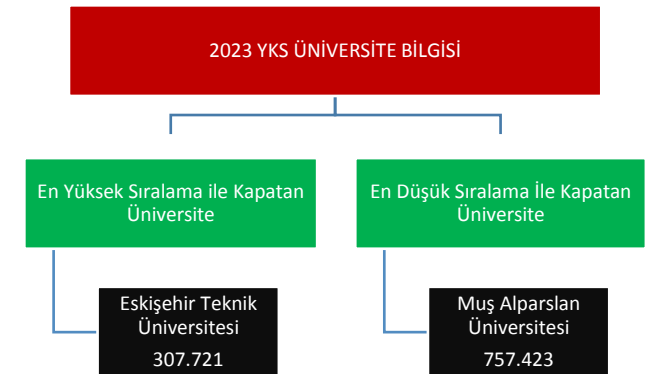 2023 YKS ÜNİVERSİTE BİLGİSİ
En Yüksek Sıralama ile Kapatan
Üniversite
Eskişehir Teknik
Üniversitesi
307.721
En Düşük Sıralama İle Kapatan
Üniversite
Muş Alparslan
Üniversitesi
757.423